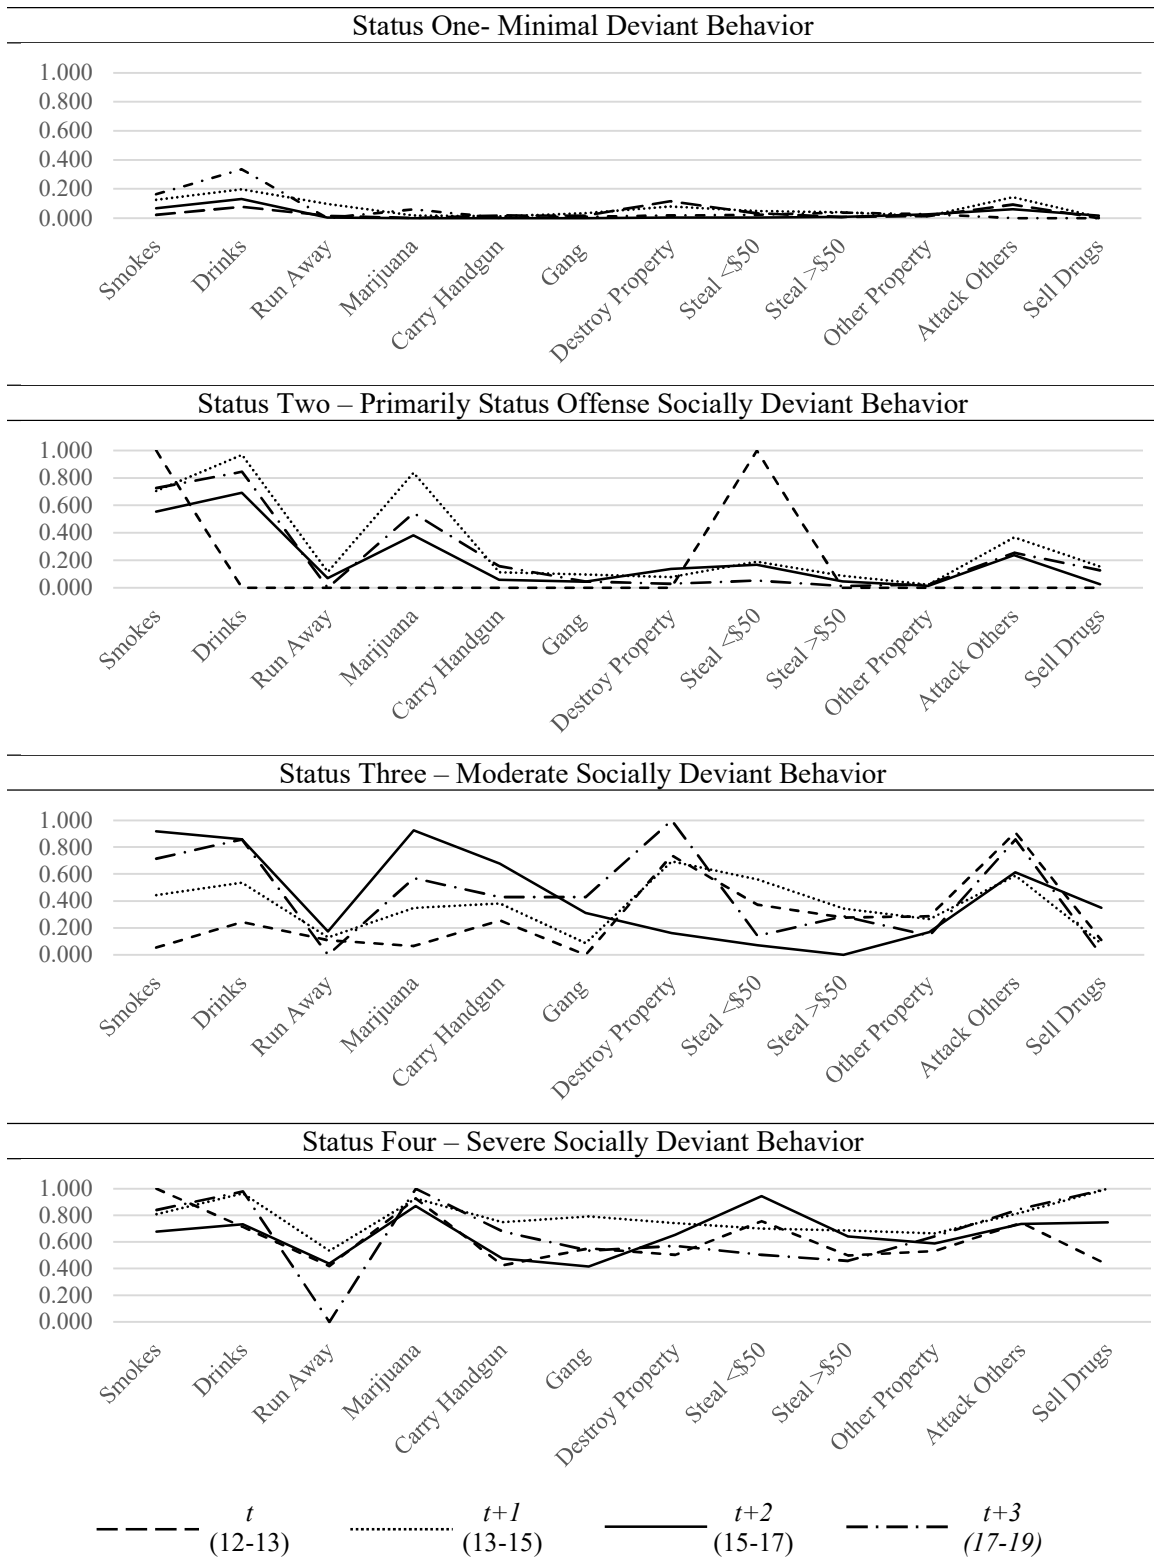 Status One- Minimal Deviant Behavior
1.000
0.800
0.600
0.400
0.200
0.000
Smokes
Drinks
Run Away
Marijuana
Carry Handgun
Gang
Destroy Property
Steal <$50
Steal >$50
Other Property
Attack Others
Sell Drugs
Status Two – Primarily Status Offense Socially Deviant Behavior
1.000
0.800
0.600
0.400
0.200
0.000
Smokes
Drinks
Run Away
Marijuana
Carry Handgun
Gang
Destroy Property
Steal <$50
Steal >$50
Other Property
Attack Others
Sell Drugs
Status Three – Moderate Socially Deviant Behavior
1.000
0.800
0.600
0.400
0.200
0.000
Smokes
Drinks
Run Away
Marijuana
Carry Handgun
Gang
Destroy Property
Steal <$50
Steal >$50
Other Property
Attack Others
Sell Drugs
Status Four – Severe Socially Deviant Behavior
1.000
0.800
0.600
0.400
0.200
0.000
Smokes
Drinks
Run Away
Marijuana
Carry Handgun
Gang
Destroy Property
Steal <$50
Steal >$50
Other Property
Attack Others
Sell Drugs
t
(12-13)
t+1
(13-15)
t+2
(15-17)
t+3
(17-19)